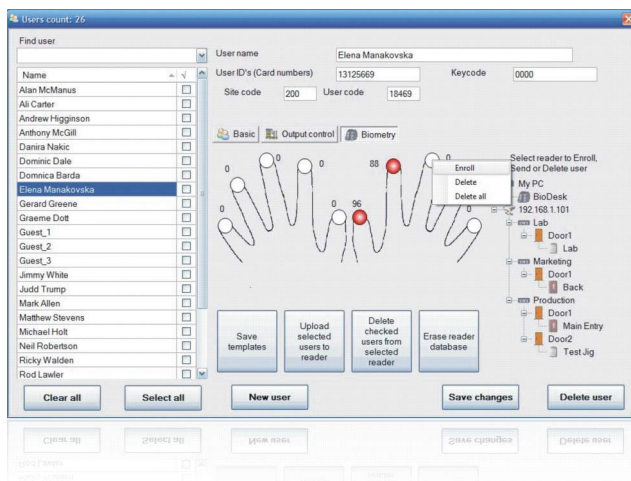 Users count: 26
Find user
Name
√
Alan McManus
Ali Carter
Andrew Higginson
Anthony McGill
Danira Nakic
Dominic Dale
Domnica Barda
Elena Manakovska
Gerard Greene
Graeme Dott
Guest_1
Guest_2
Guest_3
Jimmy White
Judd Trump
Mark Allen
Matthew Stevens
Michael Holt
Neil Robertson
Ricky Walden
Rod Lawler
Clear all
Select all
User name
Elena Manakovska
User ID's (Card numbers)
13125669
Keycode
0000
Site code
200
User code
18469
Basic
Output control
Biometry
0
0
0
0
0
96
88
0
0
Enroll
Delete
Delete all
Select reader to Enroll,
Send or Delete user
My PC
BioDesk
192.168.1.101
Lab
Door1
Lab
Marketing
Door1
Back
Production
Door1
Main Entry
Door2
Test Jig
Save
templates
Upload
selected
users to
reader
Delete
checked
users from
selected
reader
Erase reader
database
New user
Save changes
Delete user